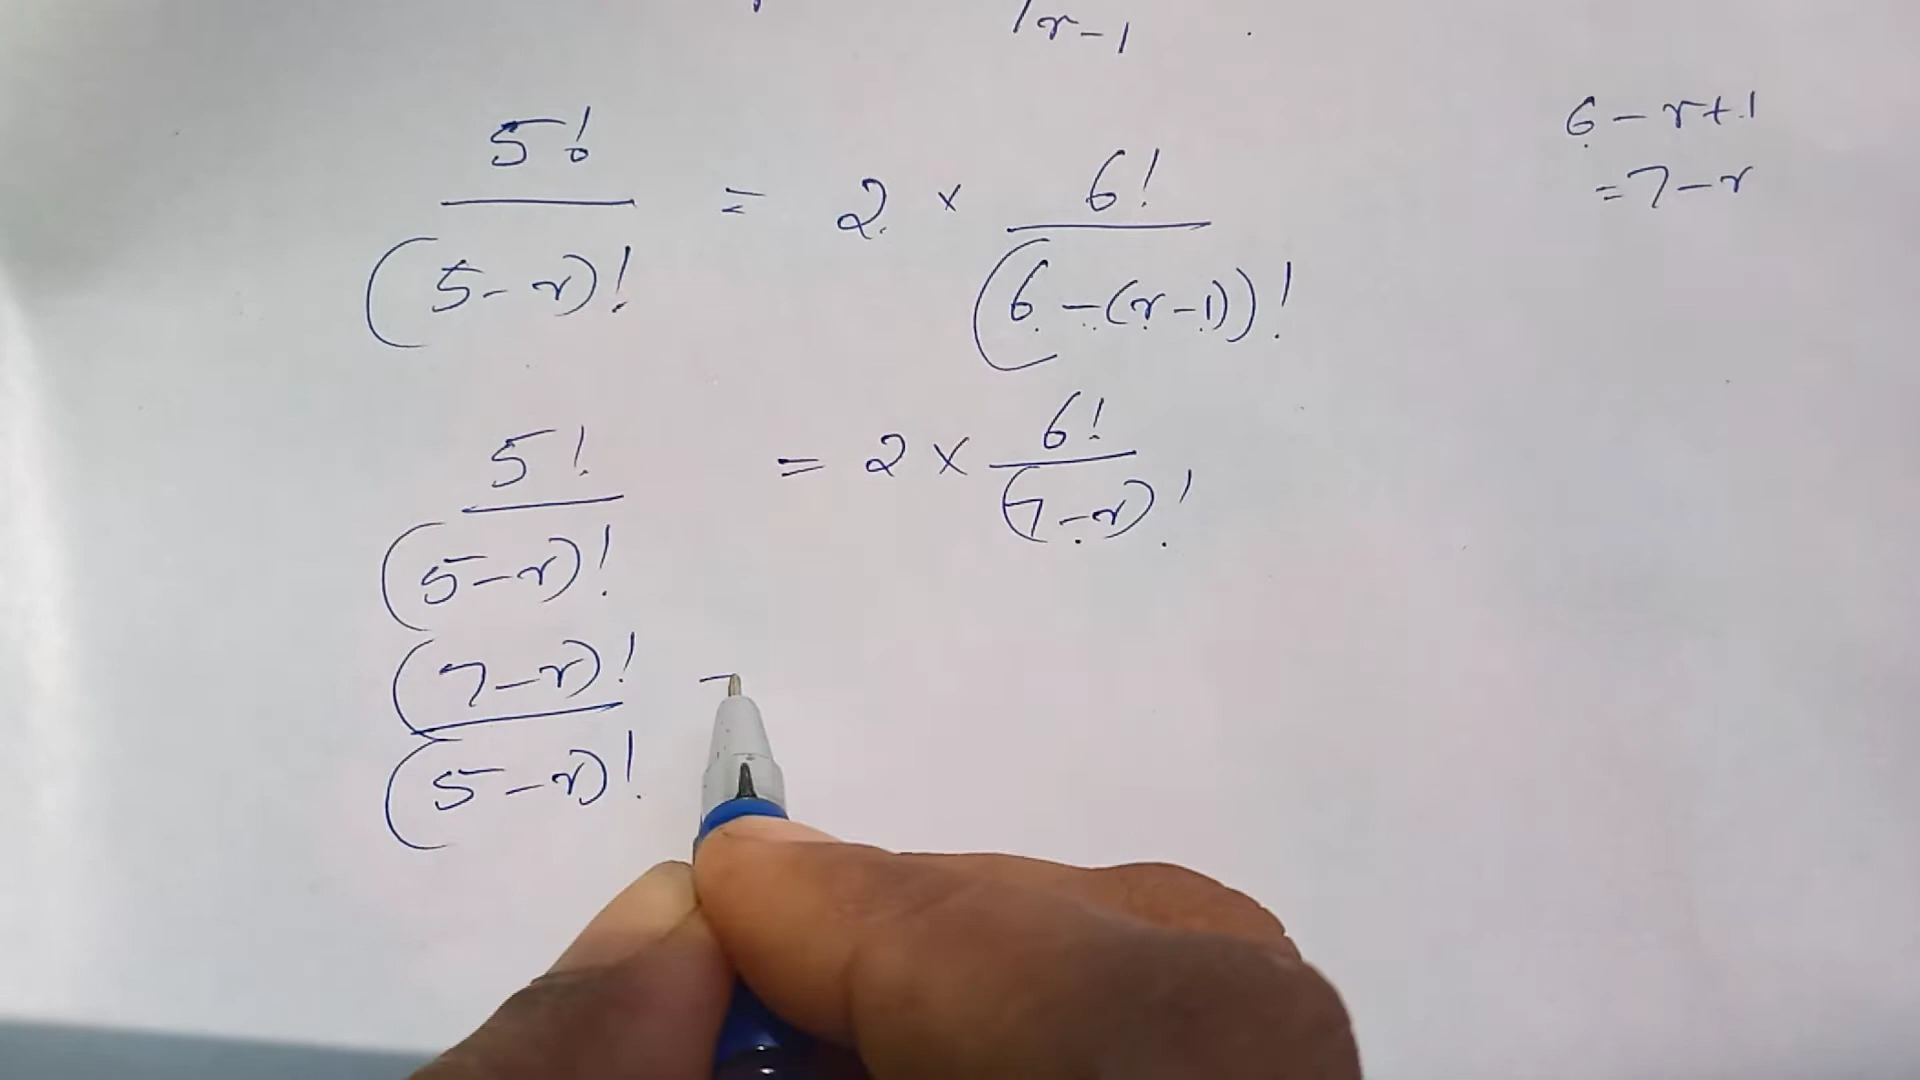 r-1
5! / (5-r)! = 2 × 6! / (6-(r-1))!
6-r+1
=7-r
5! / (5-r)! = 2 × 6! / (7-r)!
(7-r)! / (5-r)!